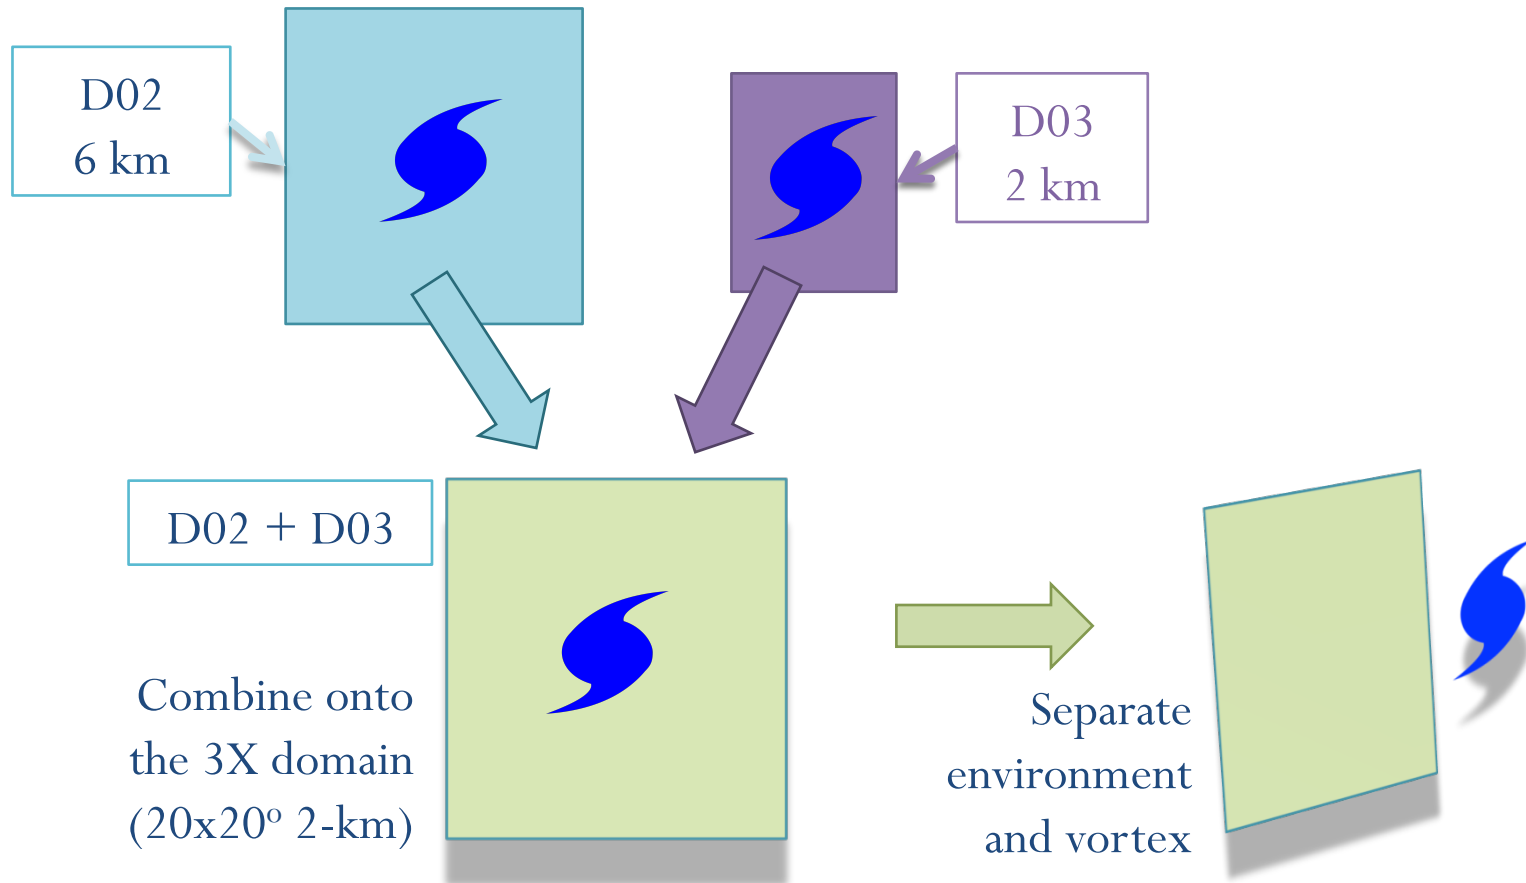 D02
6 km
D03
2 km
D02 + D03
Combine onto
the 3X domain
(20x20º 2-km)
Separate
environment
and vortex